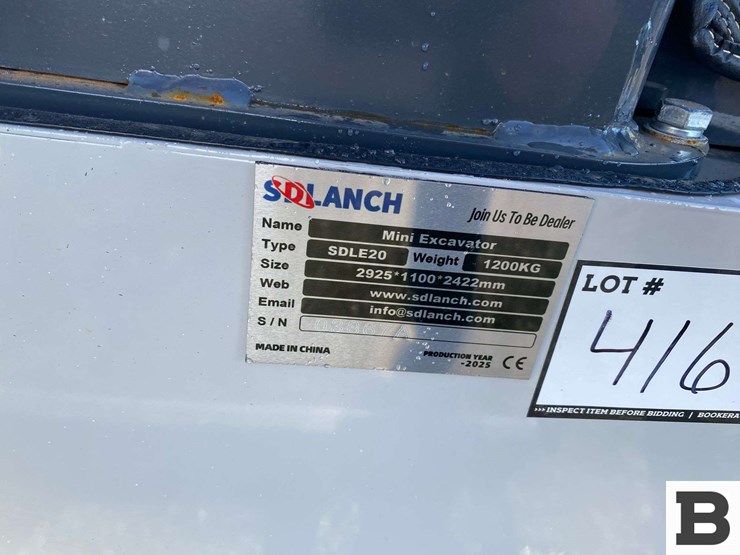 SDLANCH
Join Us To Be Dealer
Name Mini Excavator
Type SDLE20 Weight 1200KG
Size 2925*1100*2422mm
Web www.sdlanch.com
Email info@sdlanch.com
S / N
MADE IN CHINA
PRODUCTION YEAR
-2025 CE
LOT #
416
>>> INSPECT ITEM BEFORE BIDDING / BOOKERA
B